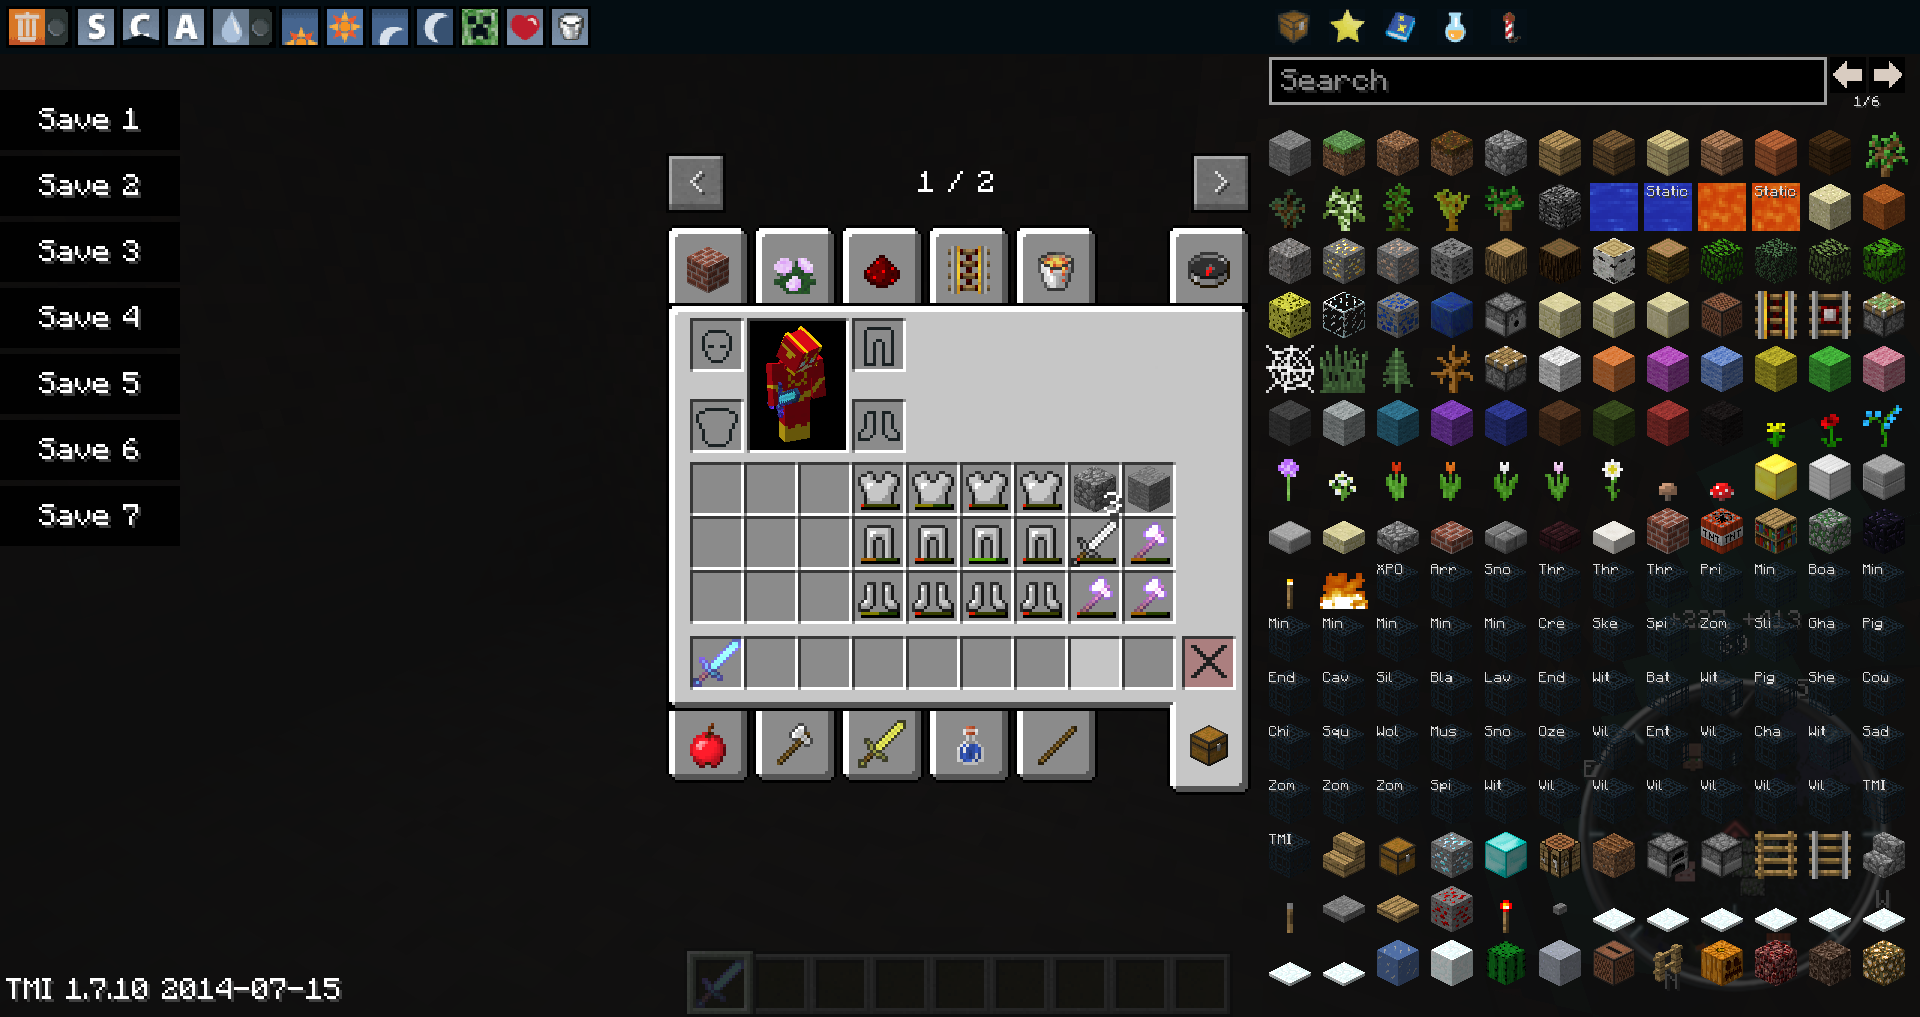 S C A
Search
1/6
Save 1
Save 2
Save 3
Save 4
Save 5
Save 6
Save 7
1 / 2
3
Static Static
TNT TNT
XPO Arr Sno Thr Thr Thr Pri Min Boa Min
Min Min Min Min Min Cre Ske Spi Zom Sli Gha Pig
End Cav Sil Bla Lav End Wit Bat Wit Pig She Cow
Chi Squ Wol Mus Sno Oze Vil Ent Vil Cha Wit Sad
Zom Zom Zom Spi Wit Vil Vil Vil Vil Vil Vil TMI
TMI
W
TMI 1.7.10 2014-07-15